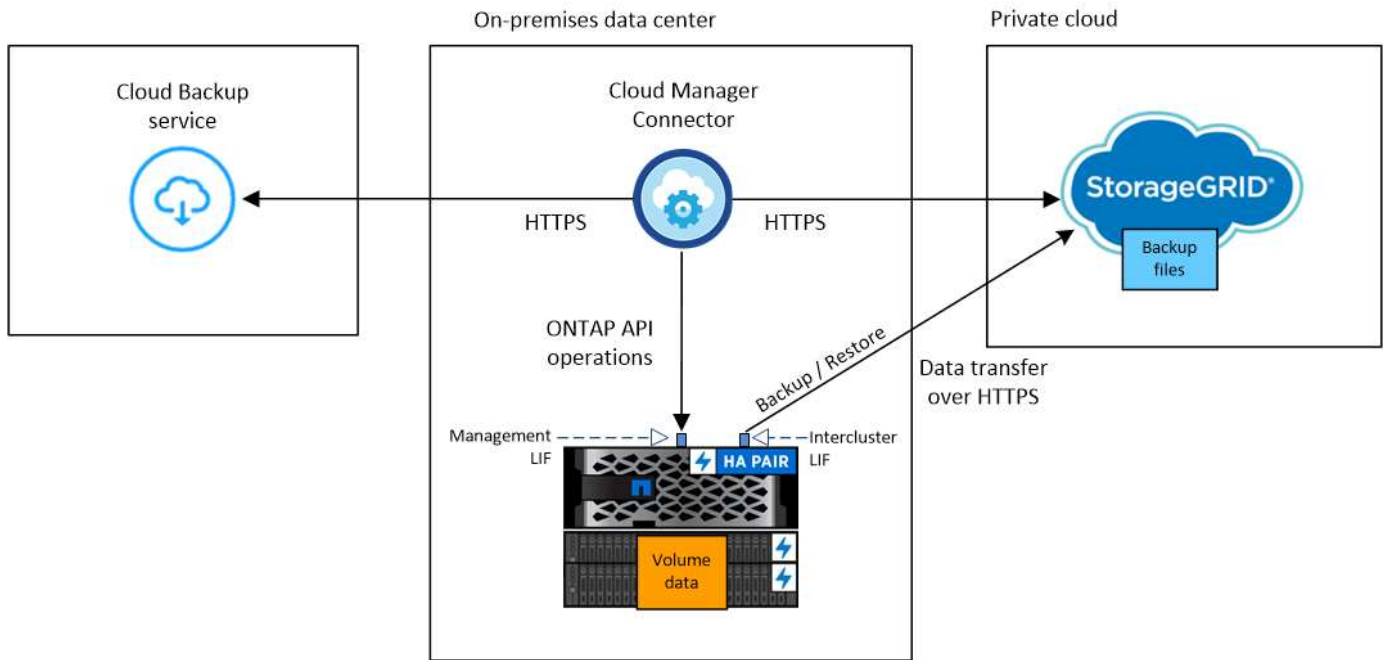 On-premises data center
Private cloud
Cloud Backup
service
Cloud Manager
Connector
HTTPS
HTTPS
StorageGRID®
Backup
files
ONTAP API
operations
Backup / Restore
Data transfer
over HTTPS
Management
LIF
Intercluster
LIF
HA PAIR
Volume
data